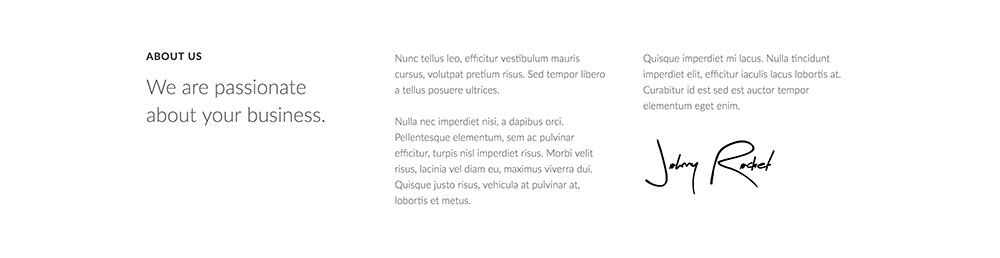 ABOUT US
We are passionate
about your business.
Nunc tellus leo, efficitur vestibulum mauris
cursus, volutpat pretium risus. Sed tempor libero
a tellus posuere ultrices.
Nulla nec imperdiet nisi, a dapibus orci.
Pellentesque elementum, sem ac pulvinar
efficitur, turpis nisl imperdiet risus. Morbi velit
risus, lacinia vel diam eu, maximus viverra dui.
Quisque justo risus, vehicula at pulvinar at,
lobortis et metus.
Quisque imperdiet mi lacus. Nulla tincidunt
imperdiet elit, efficitur iaculis lacus lobortis at.
Curabitur id est sed est auctor tempor
elementum eget enim.
Johnny Rocket